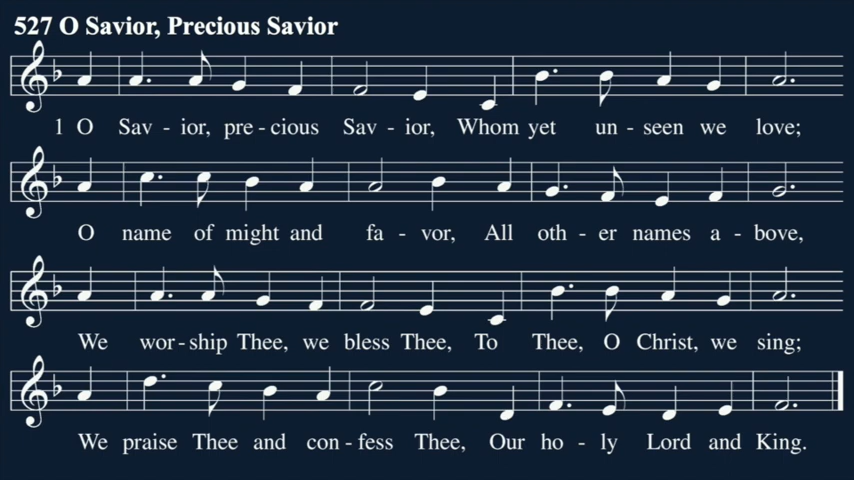 527 O Savior, Precious Savior
1 O Sav - ior, pre - cious Sav - ior, Whom yet un - seen we love;
O name of might and fa - vor, All oth - er names a - bove,
We wor - ship Thee, we bless Thee, To Thee, O Christ, we sing;
We praise Thee and con - fess Thee, Our ho - ly Lord and King.